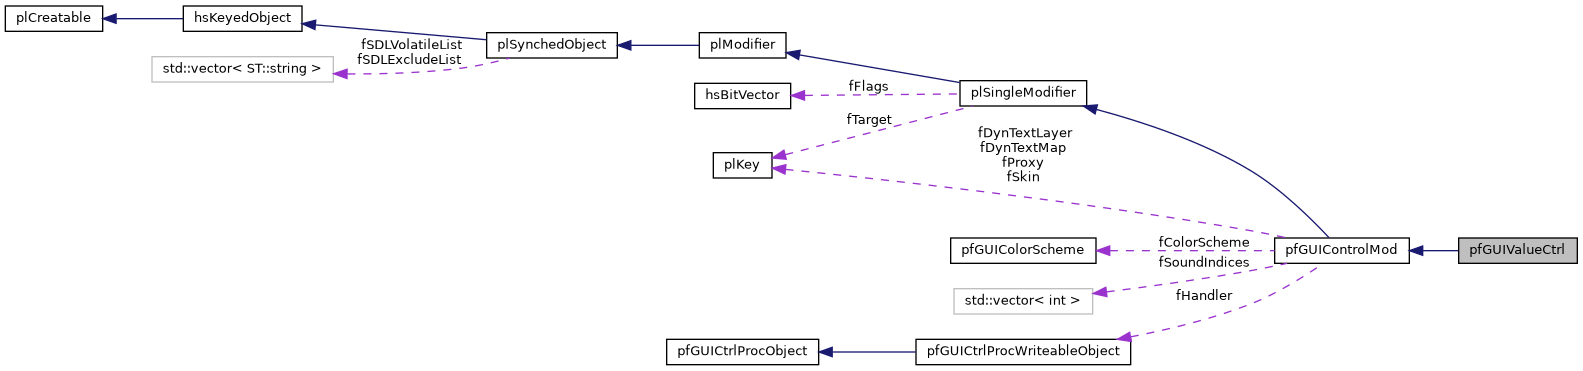 plCreatable
hsKeyedObject
plSynchedObject
plModifier
fSDLVolatileList
fSDLExcludeList
std::vector< ST::string >
plSingleModifier
hsBitVector
fFlags
fTarget
plKey
fDynTextLayer
fDynTextMap
fProxy
fSkin
pfGUIColorScheme
fColorScheme
pfGUIControlMod
pfGUIValueCtrl
fSoundIndices
std::vector< int >
fHandler
pfGUICtrlProcObject
pfGUICtrlProcWriteableObject